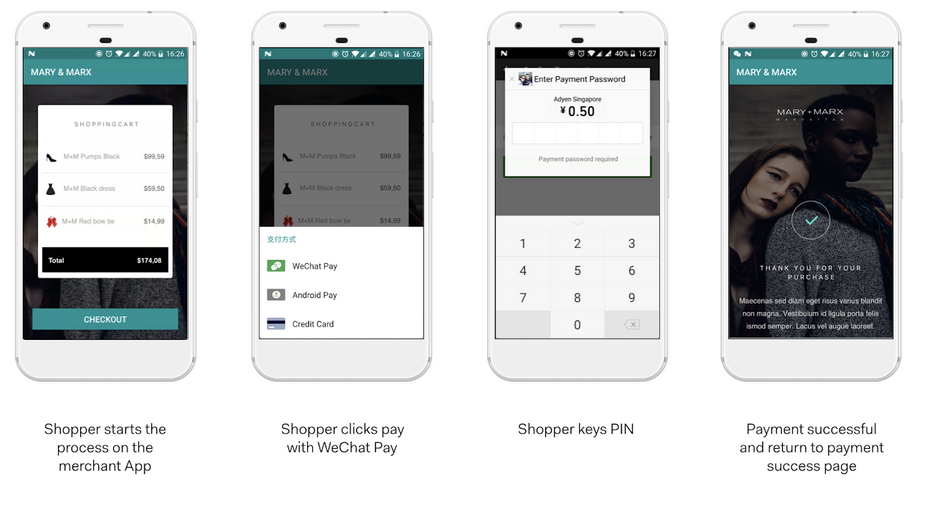 40% 16:26
MARY & MARX
SHOPPINGCART
M+M Pumps Black $99,59
M+M Black dress $59,50
M+M Red bow tie $14,99
Total $174,08
CHECKOUT
Shopper starts the
process on the
merchant App
40% 16:26
MARY & MARX
SHOPPINGCART
M+M Pumps Black $99,59
M+M Black dress $59,50
M+M Red bow tie $14,99
支付方式
WeChat Pay
Android Pay
Credit Card
Shopper clicks pay
with WeChat Pay
40% 16:27
× Enter Payment Password
Adyen Singapore
¥ 0.50
Payment password required
1 2 3
4 5 6
7 8 9
0
Shopper keys PIN
40% 16:27
MARY & MARX
MARY+MARX
MANHATTAN
THANK YOU FOR YOUR
PURCHASE
Maecenas sed diam eget risus varius blandit
non magna. Vestibulum id ligula porta felis
ismod semper. Lacus vel augue laoreet.
Payment successful
and return to payment
success page